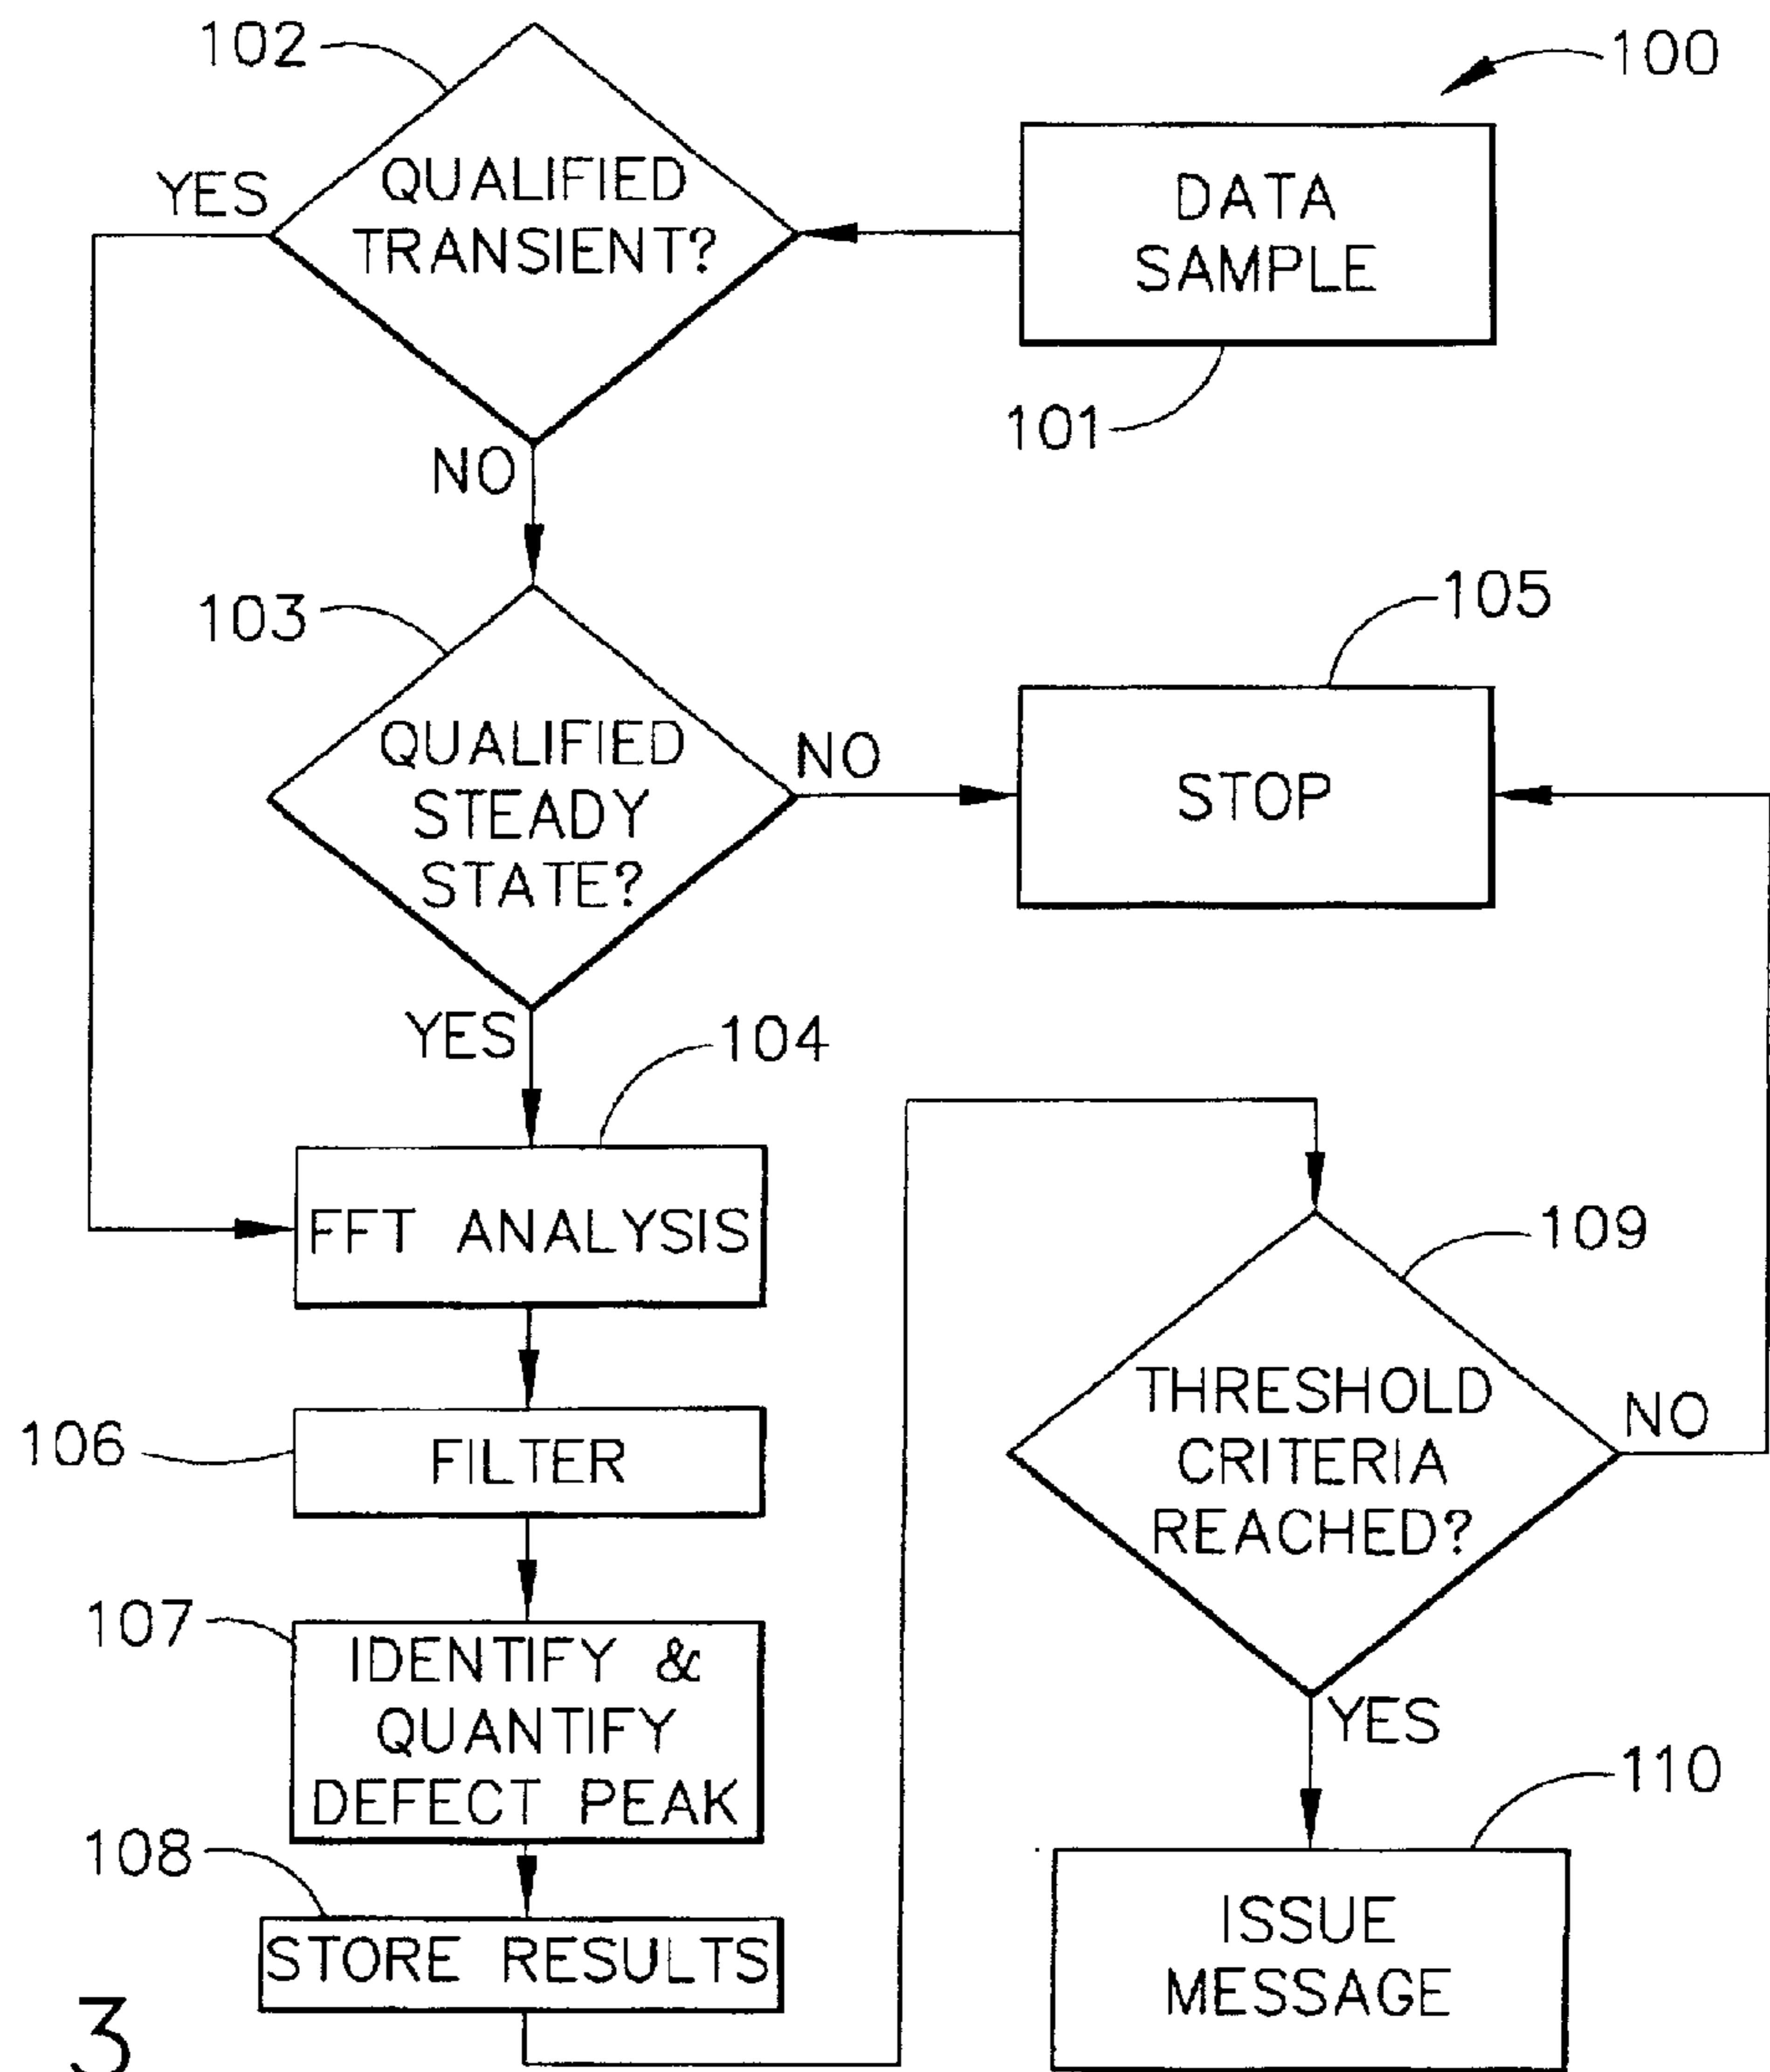 102
100
YES
QUALIFIED
TRANSIENT?
DATA
SAMPLE
101
NO
103
105
QUALIFIED
STEADY
STATE?
NO
STOP
YES
104
FFT ANALYSIS
109
106
FILTER
THRESHOLD
CRITERIA
REACHED?
NO
107
IDENTIFY &
QUANTIFY
DEFECT PEAK
YES
110
108
STORE RESULTS
ISSUE
MESSAGE
3